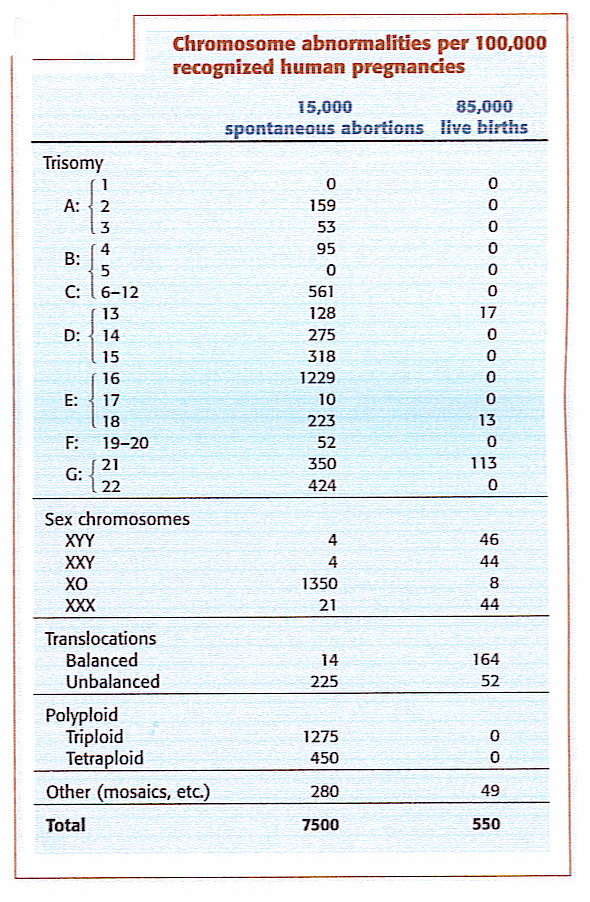 Chromosome abnormalities per 100,000
recognized human pregnancies
15,000 85,000
spontaneous abortions live births
Trisomy
A: 1 0 0
2 159 0
3 53 0
B: 4 95 0
5 0 0
C: 6–12 561 0
D: 13 128 17
14 275 0
15 318 0
E: 16 1229 0
17 10 0
18 223 13
F: 19–20 52 0
G: 21 350 113
22 424 0
Sex chromosomes
XYY 4 46
XXY 4 44
XO 1350 8
XXX 21 44
Translocations
Balanced 14 164
Unbalanced 225 52
Polyploid
Triploid 1275 0
Tetraploid 450 0
Other (mosaics, etc.) 280 49
Total 7500 550